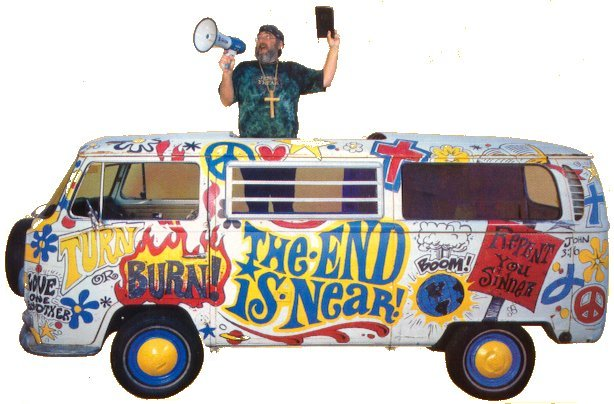 TURN
OR
BURN!
LOVE
ONE
ANOTHER
The·END
iS·NeaR!
BOOM!
REPENT
You
SiNNeR
JOHN
3:16